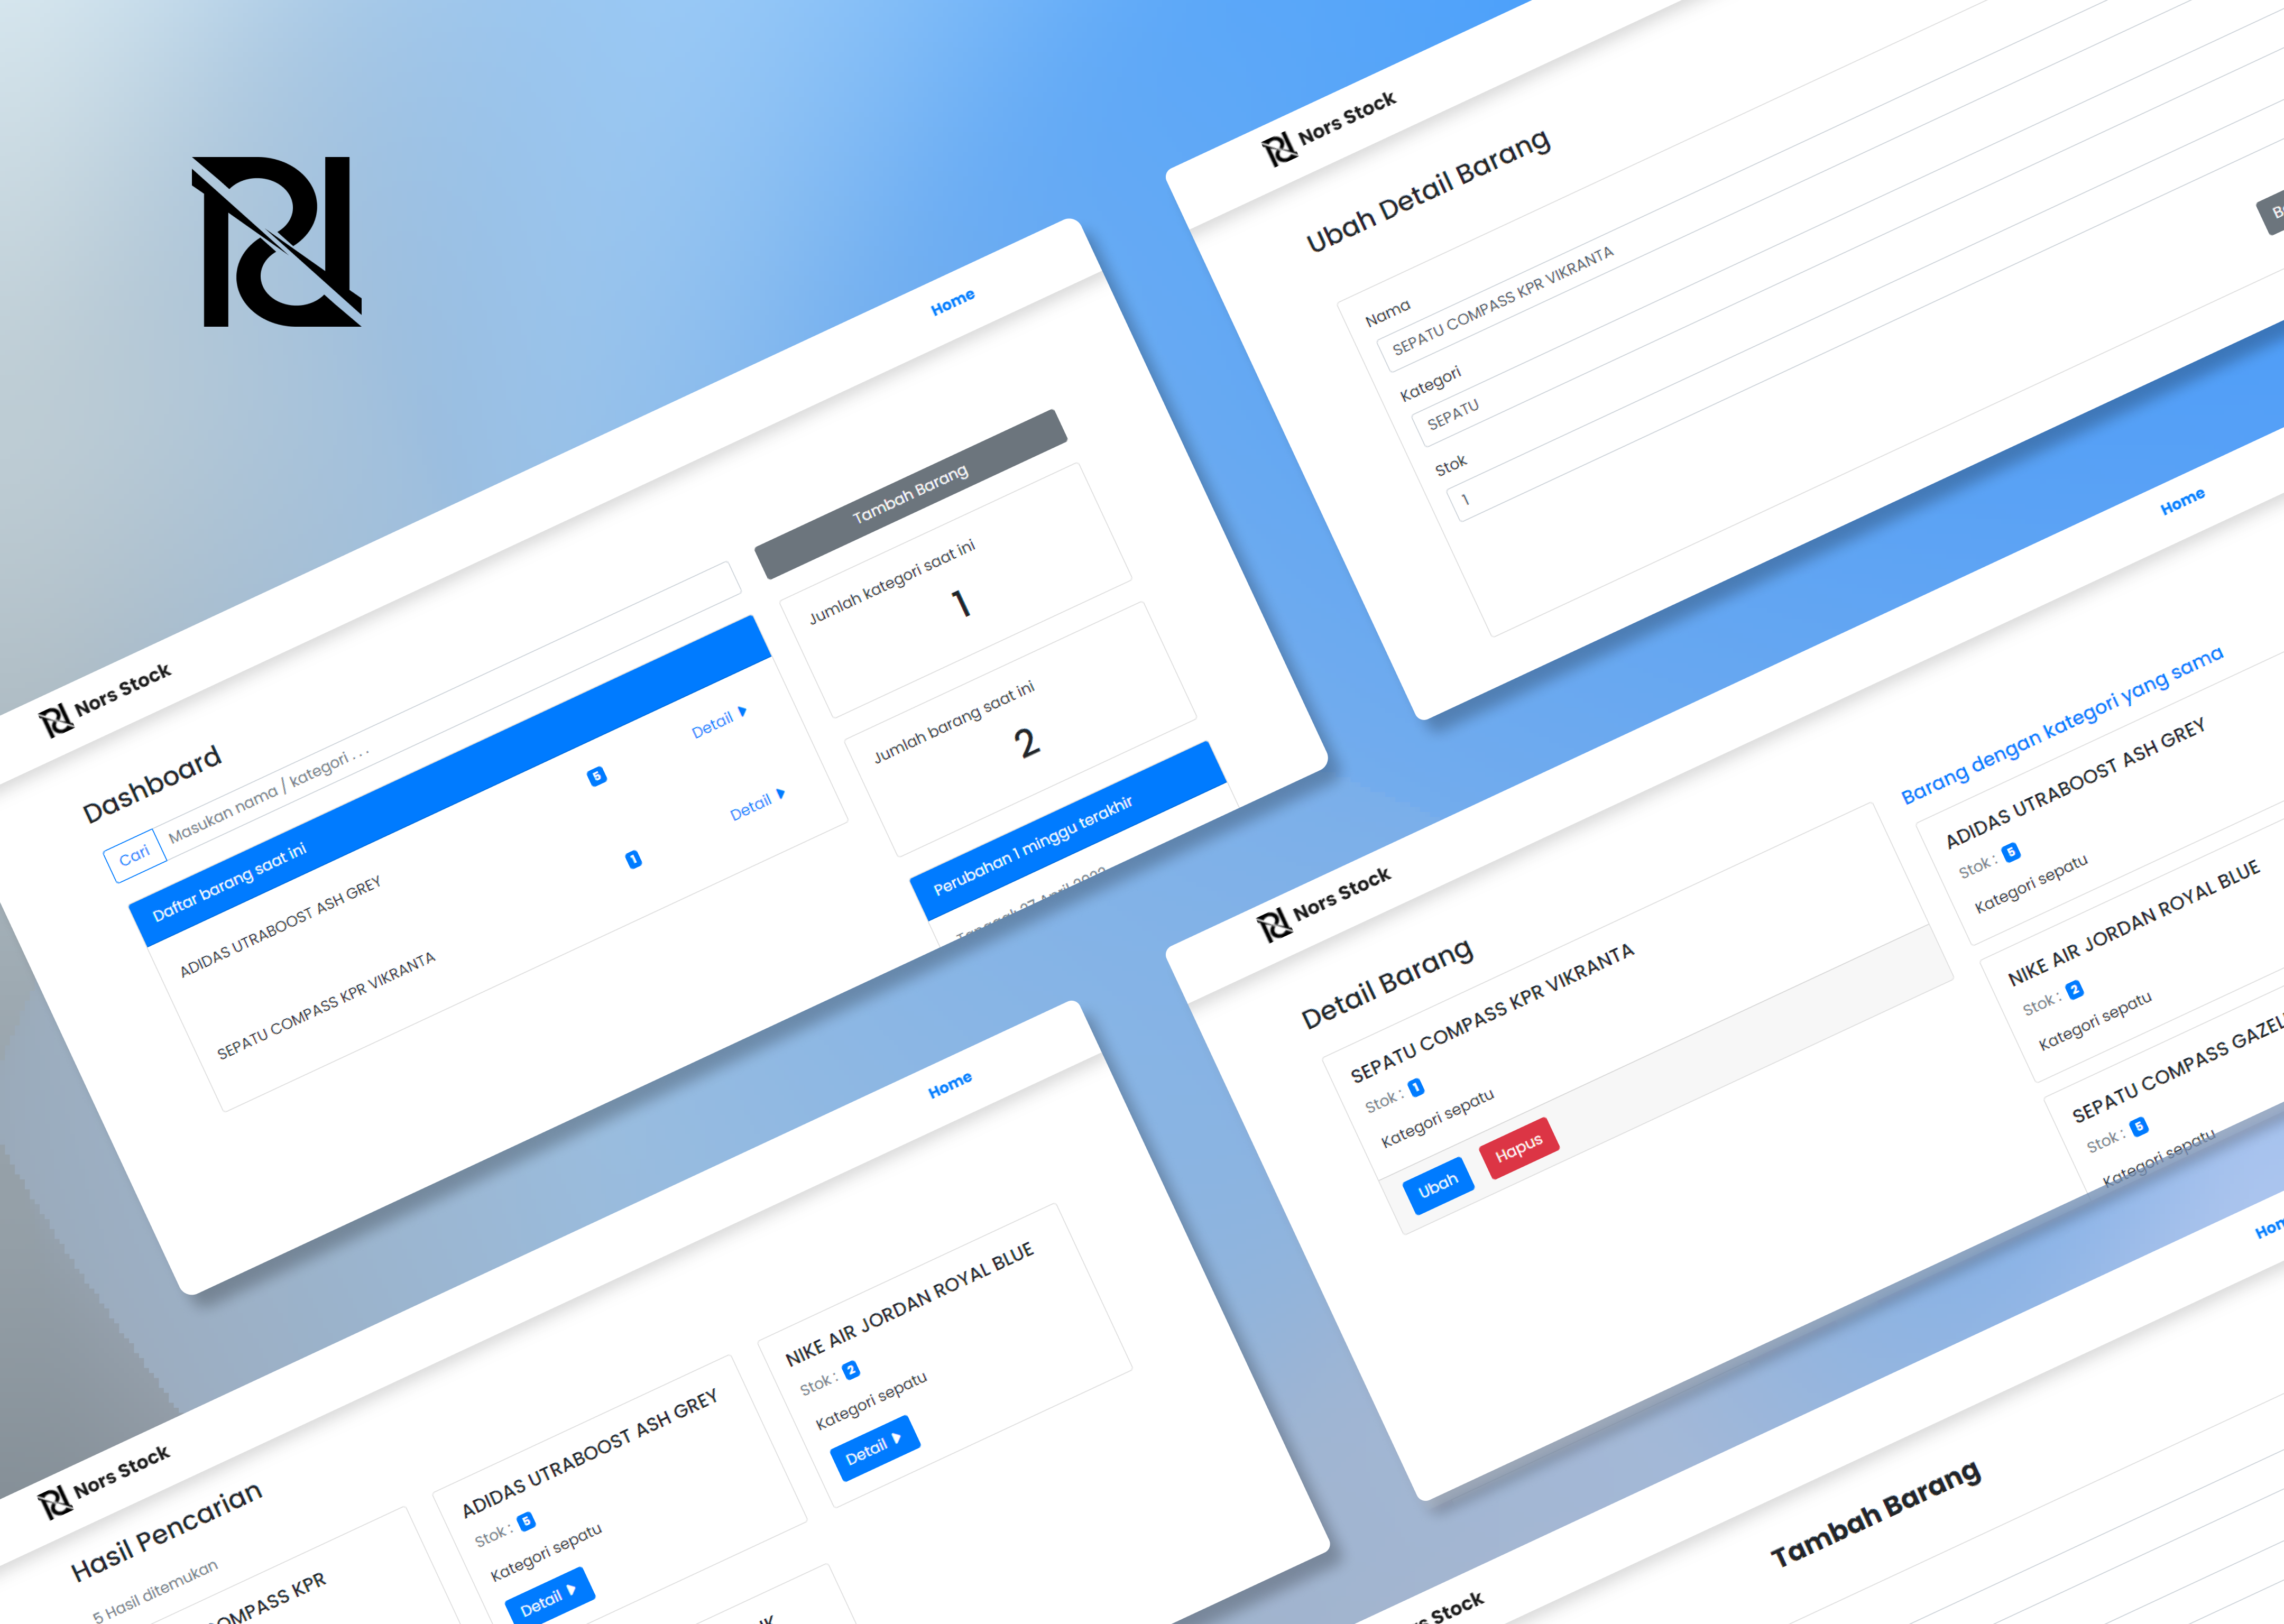 Nors Stock
Home
Dashboard
Cari
Masukan nama / kategori . . .
Daftar barang saat ini
ADIDAS UTRABOOST ASH GREY
5
Detail
SEPATU COMPASS KPR VIKRANTA
1
Detail
Tambah Barang
Jumlah kategori saat ini
1
Jumlah barang saat ini
2
Perubahan 1 minggu terakhir
Nors Stock
Ubah Detail Barang
Nama
SEPATU COMPASS KPR VIKRANTA
Kategori
SEPATU
Stok
1
Nors Stock
Home
Detail Barang
SEPATU COMPASS KPR VIKRANTA
Stok : 1
Kategori sepatu
Ubah
Hapus
Barang dengan kategori yang sama
ADIDAS UTRABOOST ASH GREY
Stok : 5
Kategori sepatu
NIKE AIR JORDAN ROYAL BLUE
Stok : 2
Kategori sepatu
SEPATU COMPASS
Stok : 5
Kategori sepatu
Nors Stock
Home
Hasil Pencarian
5 Hasil ditemukan
KPR
ADIDAS UTRABOOST ASH GREY
Stok : 5
Kategori sepatu
Detail
NIKE AIR JORDAN ROYAL BLUE
Stok : 2
Kategori sepatu
Detail
Stock
Tambah Barang